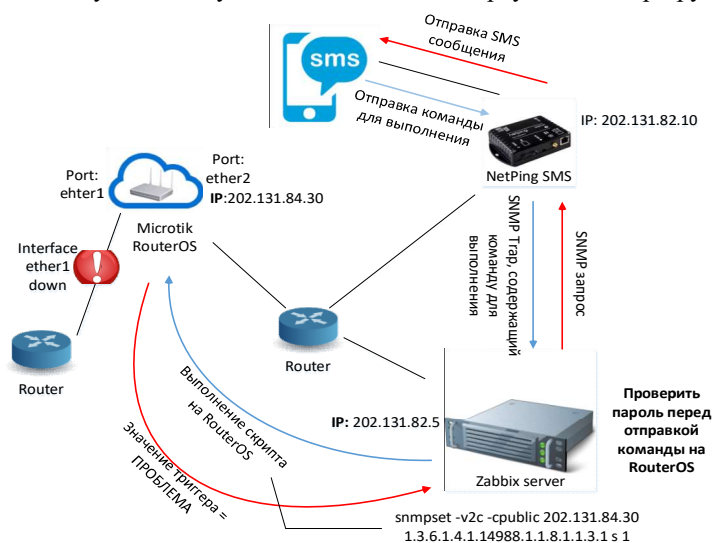 Отправка SMS
сообщения
sms
Отправка команды
для выполнения
IP: 202.131.82.10
NetPing SMS
Port:
ehter1
Port:
ether2
IP:202.131.84.30
Microtik
RouterOS
Interface
ether1
down
SNMP Trap, содержащий
команду для
выполнения
SNMP запрос
Router
Router
Выполнение скрипта
на RouterOS
Значение триггера =
ПРОБЛЕМА
IP: 202.131.82.5
Zabbix server
Проверить
пароль перед
отправкой
команды на
RouterOS
snmpset -v2c -cpublic 202.131.84.30
1.3.6.1.4.1.14988.1.1.8.1.1.3.1 s 1